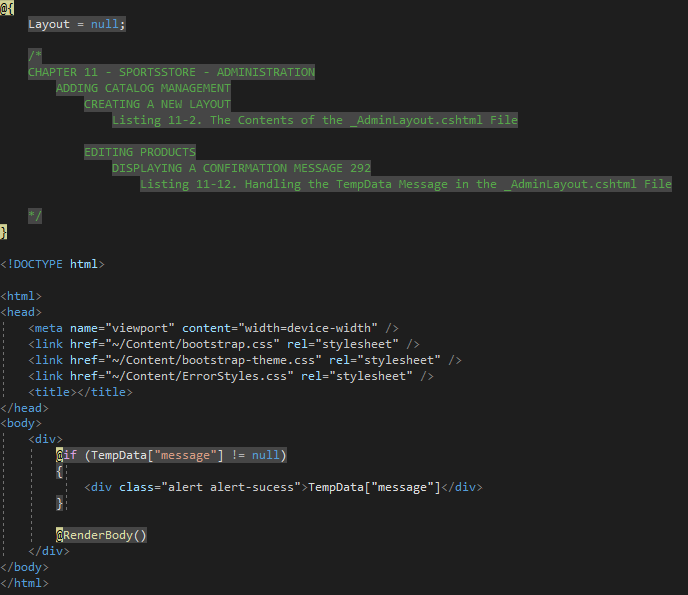 @{
    Layout = null;

    /*
    CHAPTER 11 - SPORTSSTORE - ADMINISTRATION
        ADDING CATALOG MANAGEMENT
            CREATING A NEW LAYOUT
                Listing 11-2. The Contents of the _AdminLayout.cshtml File

            EDITING PRODUCTS
                DISPLAYING A CONFIRMATION MESSAGE 292
                    Listing 11-12. Handling the TempData Message in the _AdminLayout.cshtml File

    */
}

<!DOCTYPE html>

<html>
<head>
    <meta name="viewport" content="width=device-width" />
    <link href="~/Content/bootstrap.css" rel="stylesheet" />
    <link href="~/Content/bootstrap-theme.css" rel="stylesheet" />
    <link href="~/Content/ErrorStyles.css" rel="stylesheet" />
    <title></title>
</head>
<body>
    <div>
        @if (TempData["message"] != null)
        {
            <div class="alert alert-sucess">TempData["message"]</div>
        }

        @RenderBody()
    </div>
</body>
</html>